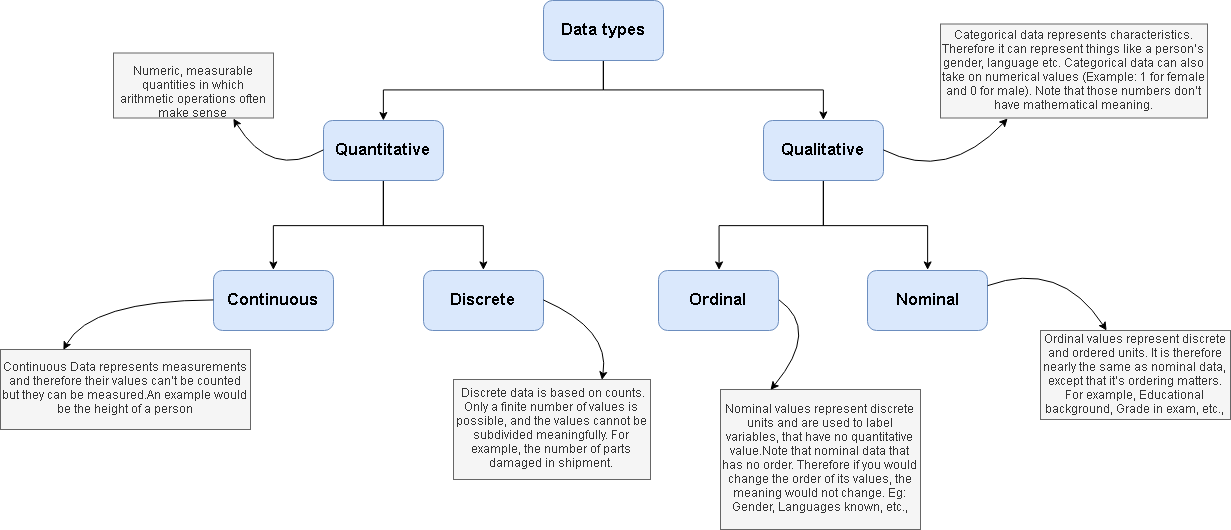 Data types
Categorical data represents characteristics.
Therefore it can represent things like a person's
gender, language etc. Categorical data can also
take on numerical values (Example: 1 for female
and 0 for male). Note that those numbers don't
have mathematical meaning.
Numeric, measurable
quantities in which
arithmetic operations often
make sense
Quantitative
Qualitative
Continuous
Discrete
Ordinal
Nominal
Continuous Data represents measurements
and therefore their values can't be counted
but they can be measured.An example would
be the height of a person
Discrete data is based on counts.
Only a finite number of values is
possible, and the values cannot be
subdivided meaningfully. For
example, the number of parts
damaged in shipment.
Nominal values represent discrete
units and are used to label
variables, that have no quantitative
value.Note that nominal data that
has no order. Therefore if you would
change the order of its values, the
meaning would not change. Eg:
Gender, Languages known, etc.,
Ordinal values represent discrete
and ordered units. It is therefore
nearly the same as nominal data,
except that it's ordering matters.
For example, Educational
background, Grade in exam, etc.,